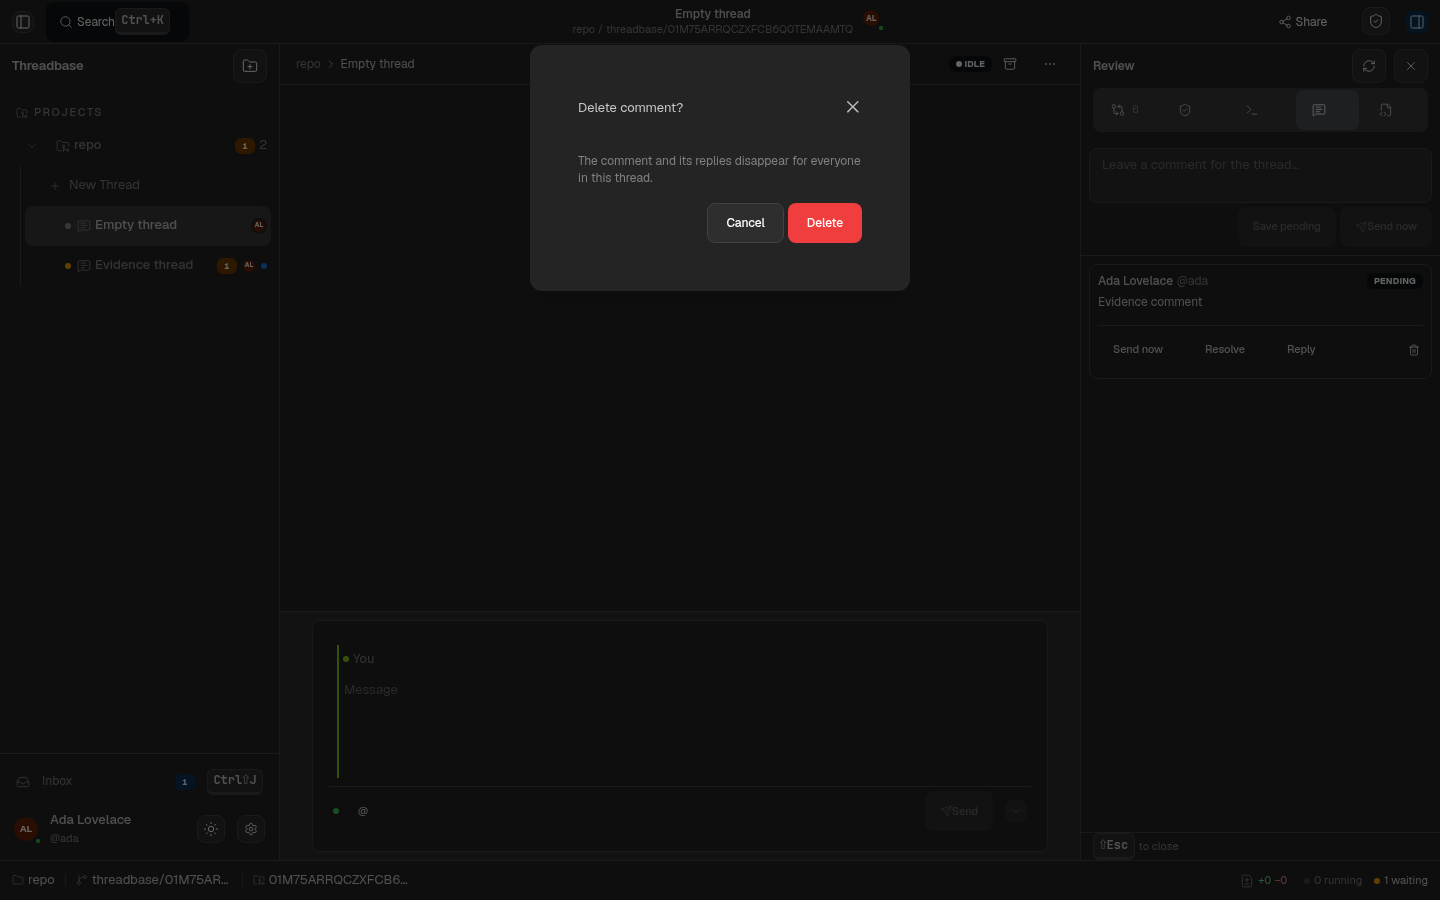 Search Ctrl+K
Empty thread
repo / threadbase/01M75ARRQCZXFCB6Q0TEMAAMTQ
AL
Share
Threadbase
PROJECTS
repo 1 2
New Thread
Empty thread AL
Evidence thread 1 AL
repo > Empty thread
IDLE
Delete comment?
The comment and its replies disappear for everyone
in this thread.
Cancel Delete
Review
Leave a comment for the thread...
Save pending Send now
Ada Lovelace @ada PENDING
Evidence comment
Send now Resolve Reply
You
Message
@ Send
Inbox 1 Ctrl⇧J
AL Ada Lovelace
@ada
⇧Esc to close
repo threadbase/01M75AR... 01M75ARRQCZXFCB6...
+0 −0 0 running 1 waiting